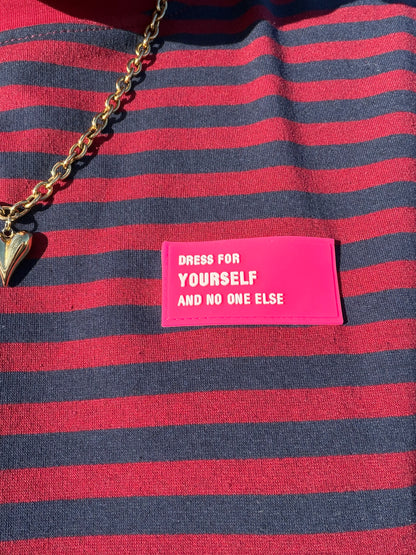 DRESS FOR
YOURSELF
AND NO ONE ELSE